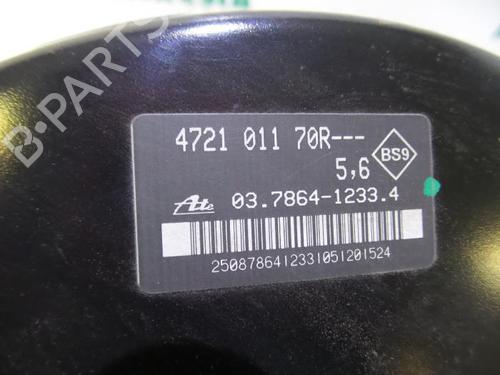 4721 011 70R---
5,6
BS9
Ate 03.7864-1233.4
25087864123310512015​24
B-PARTS